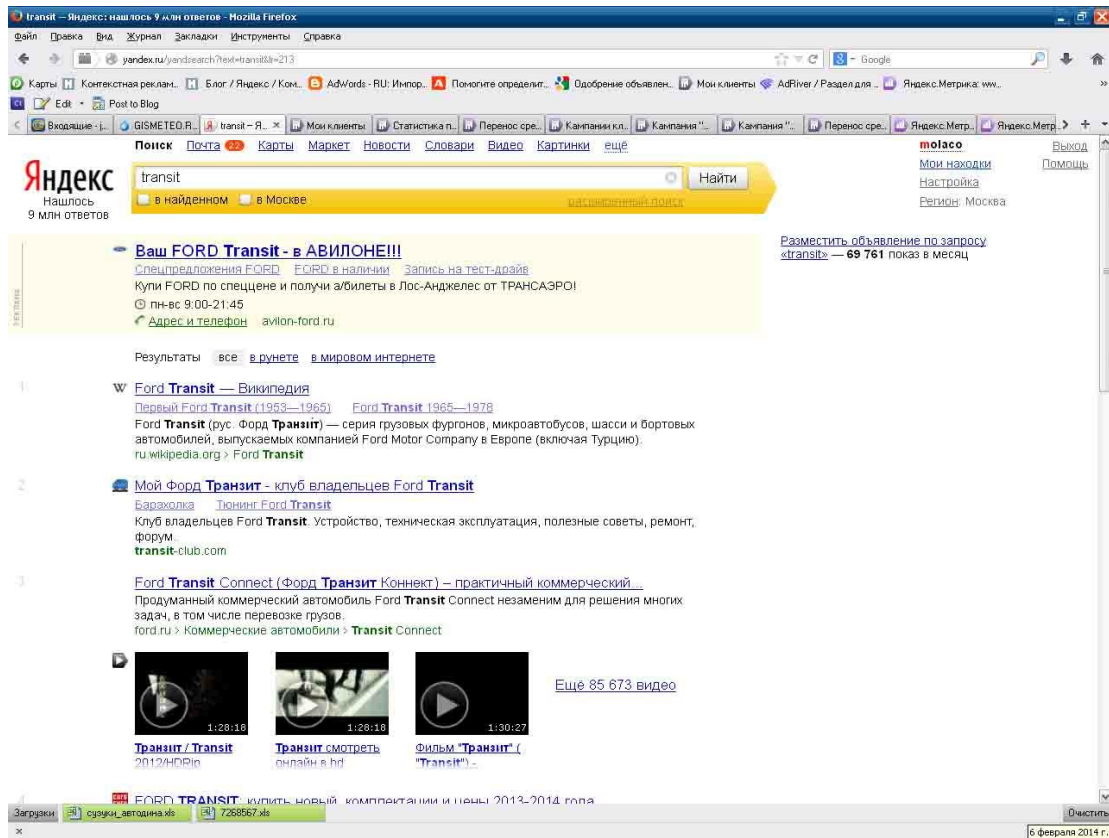 transit — Яндекс: нашлось 9 млн ответов - Mozilla Firefox
Файл Правка Вид Журнал Закладки Инструменты Справка
yandex.ru/yandsearch?text=transit&lr=213
Google
Карты Контекстная реклам... Блог / Яндекс / Ком... AdWords - RU: Импор... Помогите определит... Одобрение объявлен... Мои клиенты AdRiver / Раздел для ... Яндекс.Метрика: ww... »
Edit Post to Blog
Входящие - j... GISMETEO.R... transit – Я... × Мои клиенты Статистика п... Перенос сре... Кампании кл... Кампания "... Кампания "... Перенос сре... Яндекс.Метр... Яндекс.Метр...
Поиск Почта 22 Карты Маркет Новости Словари Видео Картинки ещё
molaco Выход
Мои находки Помощь
Настройка
Регион: Москва
Яндекс
Нашлось
9 млн ответов
transit
Найти
в найденном в Москве расширенный поиск
реклама
Ваш FORD Transit - в АВИЛОНЕ!!!
Спецпредложения FORD FORD в наличии Запись на тест-драйв
Купи FORD по спеццене и получи а/билеты в Лос-Анджелес от ТРАНСАЭРО!
пн-вс 9:00-21:45
Адрес и телефон avilon-ford.ru
Разместить объявление по запросу
«transit» — 69 761 показ в месяц
Результаты все в рунете в мировом интернете
1
W Ford Transit — Википедия
Первый Ford Transit (1953—1965) Ford Transit 1965—1978
Ford Transit (рус. Форд Транзи́т) — серия грузовых фургонов, микроавтобусов, шасси и бортовых
автомобилей, выпускаемых компанией Ford Motor Company в Европе (включая Турцию).
ru.wikipedia.org > Ford Transit
2
Мой Форд Транзит - клуб владельцев Ford Transit
Барахолка Тюнинг Ford Transit
Клуб владельцев Ford Transit. Устройство, техническая эксплуатация, полезные советы, ремонт,
форум.
transit-club.com
3
Ford Transit Connect (Форд Транзит Коннект) – практичный коммерческий...
Продуманный коммерческий автомобиль Ford Transit Connect незаменим для решения многих
задач, в том числе перевозке грузов.
ford.ru > Коммерческие автомобили > Transit Connect
1:28:18 1:28:18 1:30:27
Ещё 85 673 видео
Транзит / Transit
2012/HDRip
Транзит смотреть
онлайн в hd
Фильм "Транзит" (
"Transit") -
4
FORD TRANSIT: купить новый, комплектации и цены 2013-2014 года
Загрузки сузуки_автодина.xls 7268567.xls Очистить
×
6 февраля 2014 г.